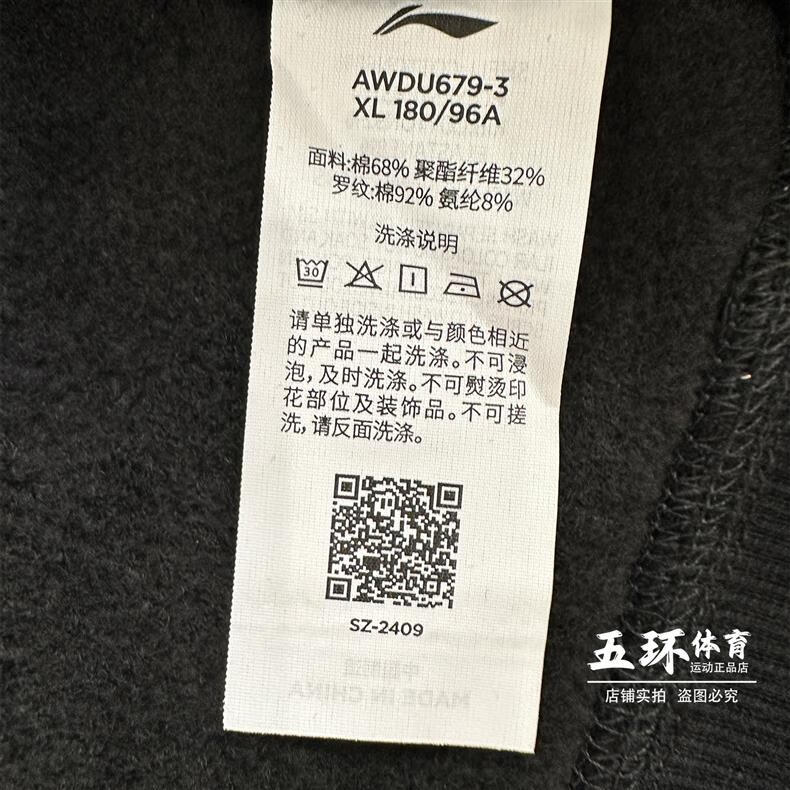 AWDU679-3
XL 180/96A
面料:棉68% 聚酯纤维32%
罗纹:棉92% 氨纶8%
洗涤说明
30
请单独洗涤或与颜色相近
的产品一起洗涤。不可浸
泡,及时洗涤。不可熨烫印
花部位及装饰品。不可搓
洗,请反面洗涤。
SZ-2409
中国制造
MADE IN CHINA
五环体育
运动正品店
店铺实拍 盗图必究